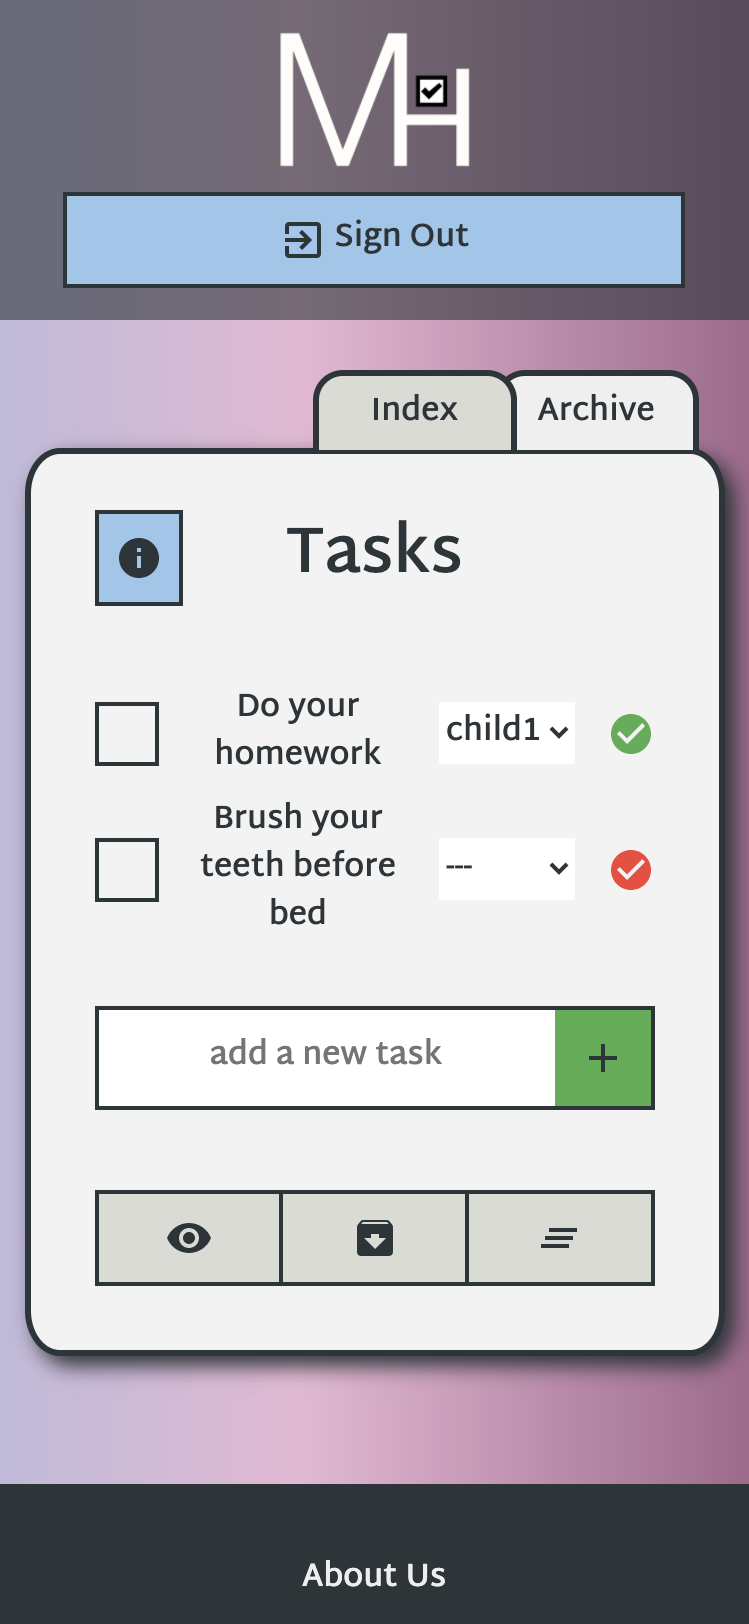 MH
Sign Out
Index
Archive
Tasks
Do your
homework
child1
Brush your
teeth before
bed
---
add a new task
About Us